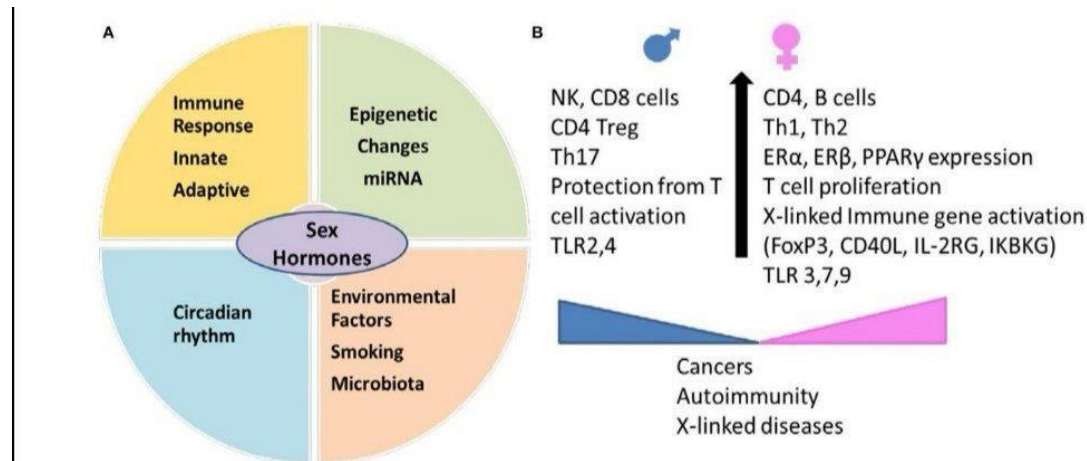 A
Immune
Response
Innate
Adaptive
Epigenetic
Changes
miRNA
Sex
Hormones
Circadian
rhythm
Environmental
Factors
Smoking
Microbiota
B
NK, CD8 cells
CD4 Treg
Th17
Protection from T
cell activation
TLR2,4
CD4, B cells
Th1, Th2
ERα, ERβ, PPARγ expression
T cell proliferation
X-linked Immune gene activation
(FoxP3, CD40L, IL-2RG, IKBKG)
TLR 3,7,9
Cancers
Autoimmunity
X-linked diseases